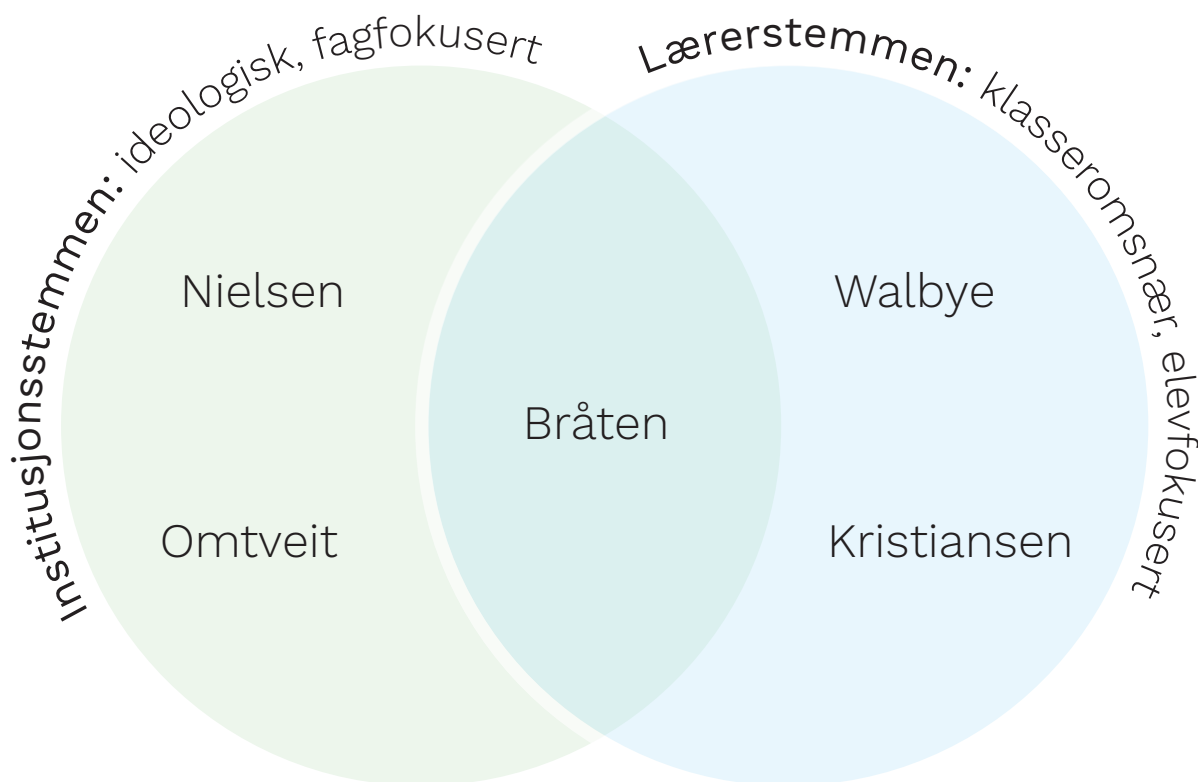 Institusjonsstemmen: ideologisk, fagfokusert
Lærerstemmen: klasseromsnær, elevfokusert
Nielsen
Walbye
Bråten
Omtveit
Kristiansen